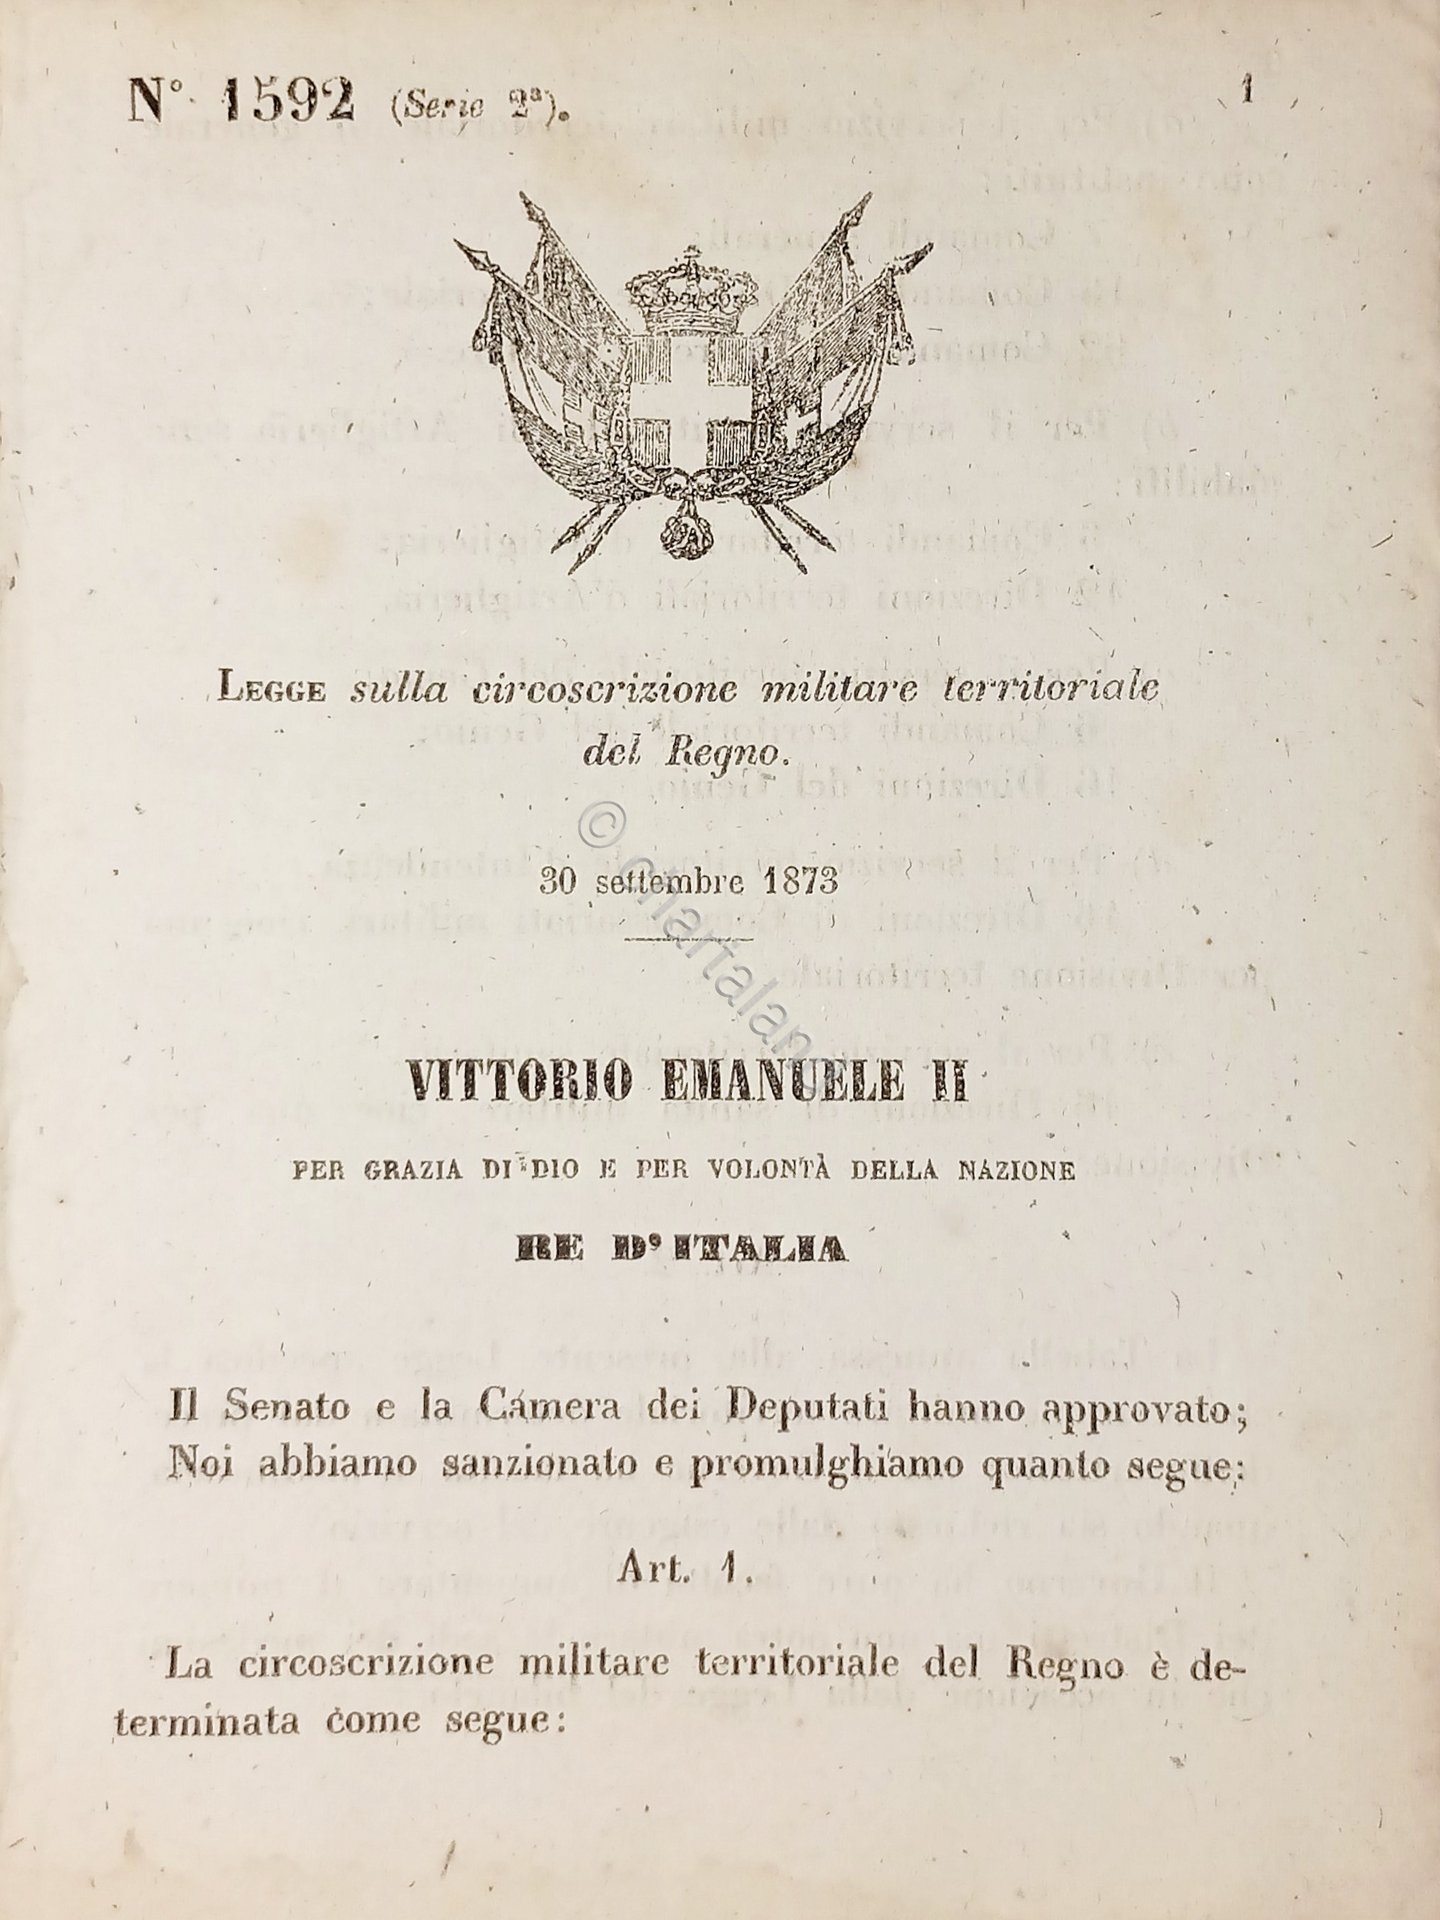 N° 1592 (Serie 2ª).
1
LEGGE sulla circoscrizione militare territoriale
del Regno.
30 settembre 1873
VITTORIO EMANUELE II
PER GRAZIA DI DIO E PER VOLONTÀ DELLA NAZIONE
RE D'ITALIA
Il Senato e la Camera dei Deputati hanno approvato;
Noi abbiamo sanzionato e promulghiamo quanto segue:
Art. 1.
La circoscrizione militare territoriale del Regno è de-
terminata come segue: